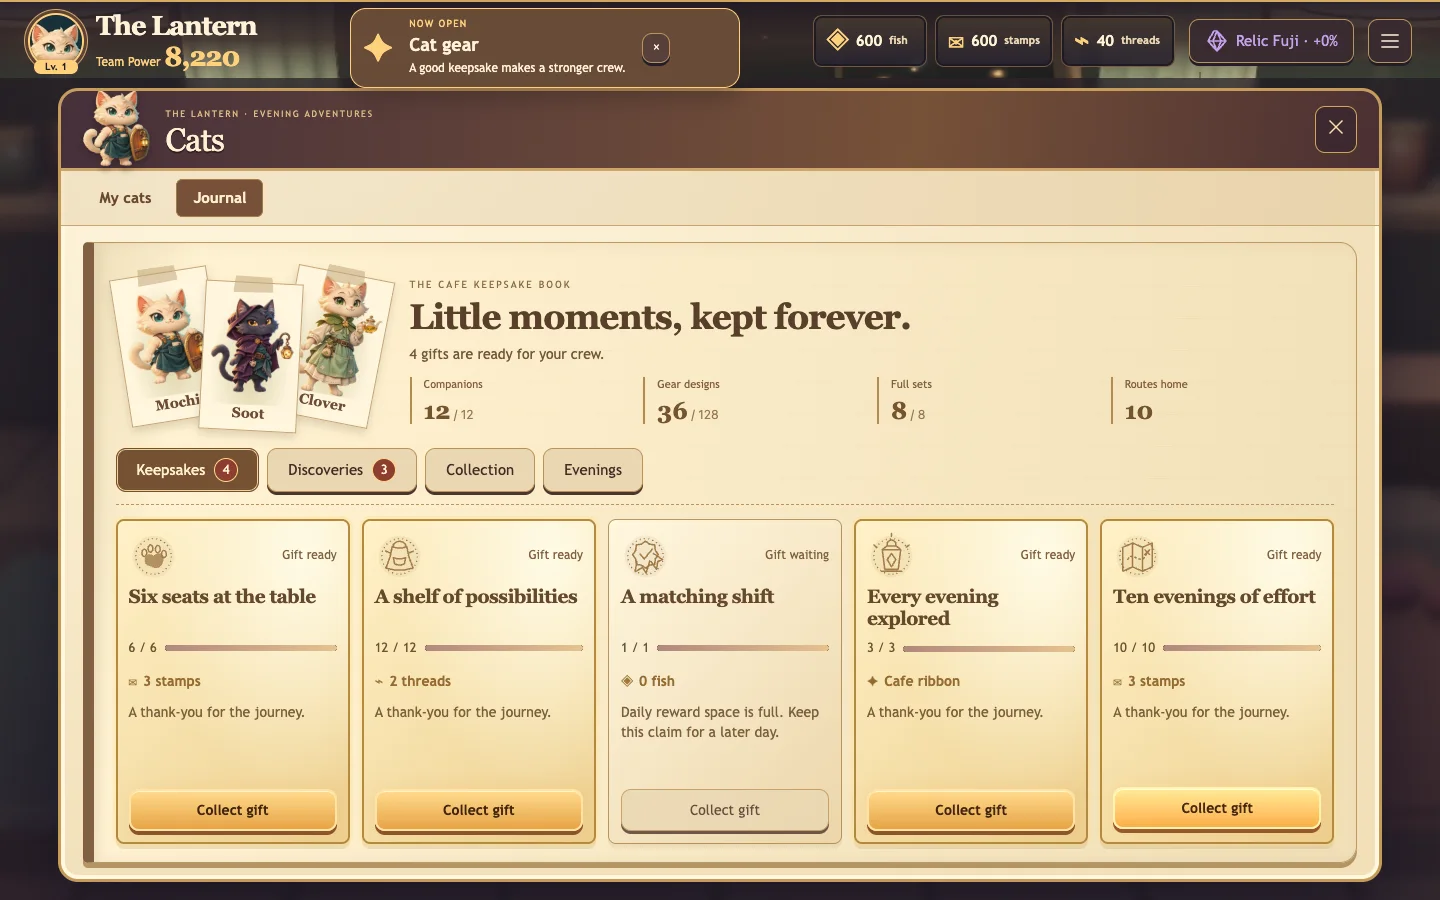 The Lantern
Team Power 8,220
Lv. 1
NOW OPEN
Cat gear
A good keepsake makes a stronger crew.
600 fish
600 stamps
40 threads
Relic Fuji · +0%
THE LANTERN · EVENING ADVENTURES
Cats
My cats
Journal
Mochi
Soot
Clover
THE CAFE KEEPSAKE BOOK
Little moments, kept forever.
4 gifts are ready for your crew.
Companions
12 / 12
Gear designs
36 / 128
Full sets
8 / 8
Routes home
10
Keepsakes 4
Discoveries 3
Collection
Evenings
Gift ready
Six seats at the table
6 / 6
3 stamps
A thank-you for the journey.
Collect gift
Gift ready
A shelf of possibilities
12 / 12
2 threads
A thank-you for the journey.
Collect gift
Gift waiting
A matching shift
1 / 1
0 fish
Daily reward space is full. Keep
this claim for a later day.
Collect gift
Gift ready
Every evening
explored
3 / 3
Cafe ribbon
A thank-you for the journey.
Collect gift
Gift ready
Ten evenings of effort
10 / 10
3 stamps
A thank-you for the journey.
Collect gift